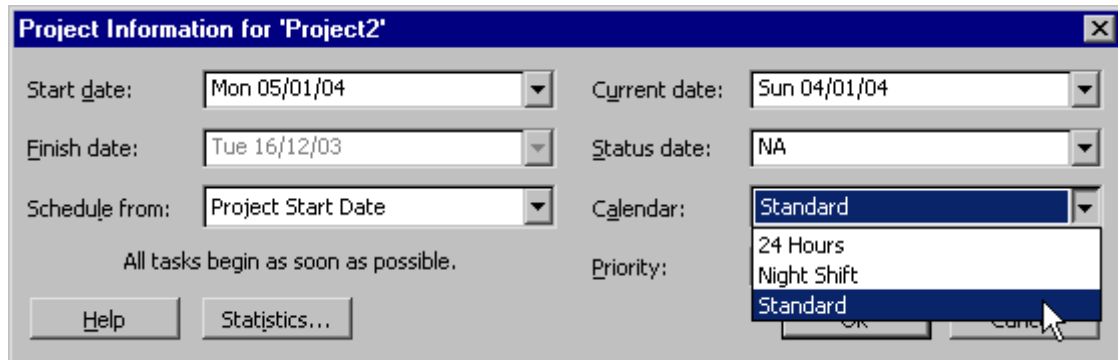 Project Information for 'Project2'
Start date: Mon 05/01/04 Current date: Sun 04/01/04
Finish date: Tue 16/12/03 Status date: NA
Schedule from: Project Start Date Calendar: Standard
24 Hours
All tasks begin as soon as possible. Priority:
Night Shift
Standard
Help Statistics...